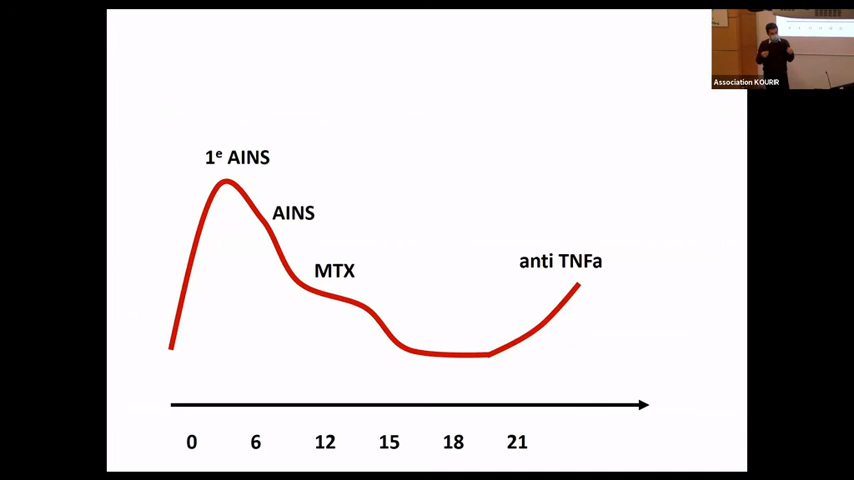 Association KOURIR
1ᵉ AINS
AINS
MTX
anti TNFa
0 6 12 15 18 21